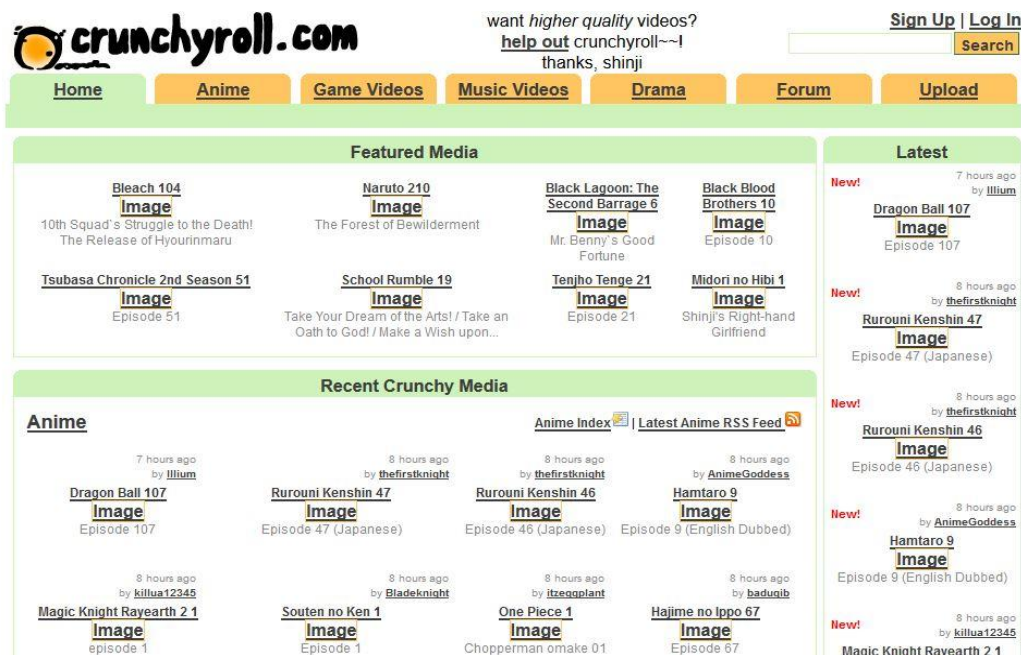 crunchyroll.com
want higher quality videos?
help out crunchyroll~~!
thanks, shinji
Sign Up | Log In
Search
Home
Anime
Game Videos
Music Videos
Drama
Forum
Upload
Featured Media
Bleach 104
Image
10th Squad`s Struggle to the Death!
The Release of Hyourinmaru
Naruto 210
Image
The Forest of Bewilderment
Black Lagoon: The
Second Barrage 6
Image
Mr. Benny`s Good
Fortune
Black Blood
Brothers 10
Image
Episode 10
Tsubasa Chronicle 2nd Season 51
Image
Episode 51
School Rumble 19
Image
Take Your Dream of the Arts! / Take an
Oath to God! / Make a Wish upon...
Tenjho Tenge 21
Image
Episode 21
Midori no Hibi 1
Image
Shinji's Right-hand
Girlfriend
Recent Crunchy Media
Anime
Anime Index | Latest Anime RSS Feed
7 hours ago
by Illium
Dragon Ball 107
Image
Episode 107
8 hours ago
by thefirstknight
Rurouni Kenshin 47
Image
Episode 47 (Japanese)
8 hours ago
by thefirstknight
Rurouni Kenshin 46
Image
Episode 46 (Japanese)
8 hours ago
by AnimeGoddess
Hamtaro 9
Image
Episode 9 (English Dubbed)
8 hours ago
by killua12345
Magic Knight Rayearth 2 1
Image
episode 1
8 hours ago
by Bladeknight
Souten no Ken 1
Image
Episode 1
8 hours ago
by itzeggplant
One Piece 1
Image
Chopperman omake 01
8 hours ago
by baduqib
Hajime no Ippo 67
Image
Episode 67
Latest
New!
7 hours ago
by Illium
Dragon Ball 107
Image
Episode 107
New!
8 hours ago
by thefirstknight
Rurouni Kenshin 47
Image
Episode 47 (Japanese)
New!
8 hours ago
by thefirstknight
Rurouni Kenshin 46
Image
Episode 46 (Japanese)
New!
8 hours ago
by AnimeGoddess
Hamtaro 9
Image
Episode 9 (English Dubbed)
New!
8 hours ago
by killua12345
Magic Knight Rayearth 2 1